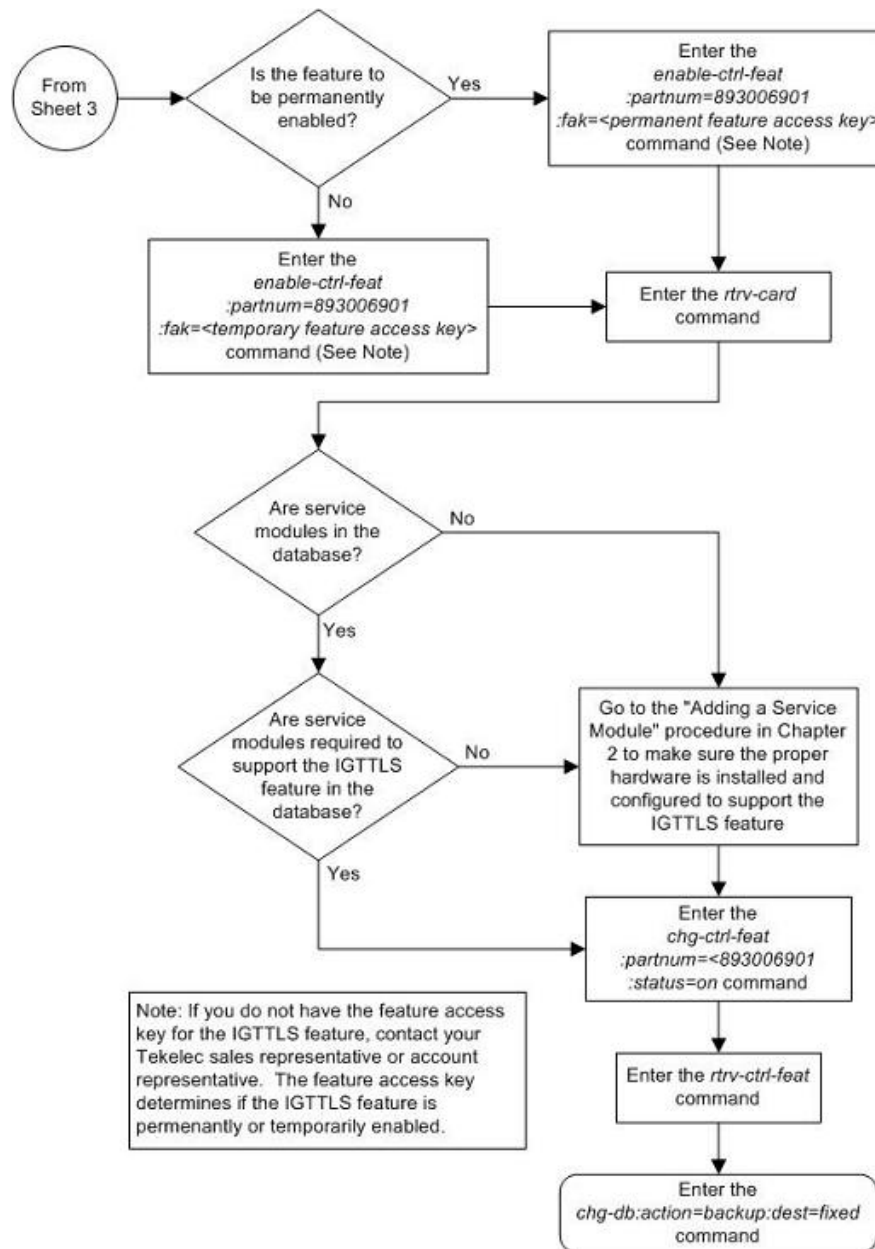 From
Sheet 3
Is the feature to
be permanently
enabled?
Yes
Enter the
enable-ctrl-feat
:partnum=893006901
:fak=<permanent feature access key>
command (See Note)
No
Enter the
enable-ctrl-feat
:partnum=893006901
:fak=<temporary feature access key>
command (See Note)
Enter the rtrv-card
command
Are service
modules in the
database?
No
Yes
Are service
modules required to
support the IGTTLS
feature in the
database?
No
Yes
Go to the "Adding a Service
Module" procedure in Chapter
2 to make sure the proper
hardware is installed and
configured to support the
IGTTLS feature
Enter the
chg-ctrl-feat
:partnum=<893006901
:status=on command
Note: If you do not have the feature access
key for the IGTTLS feature, contact your
Tekelec sales representative or account
representative.  The feature access key
determines if the IGTTLS feature is
permenantly or temporarily enabled.
Enter the rtrv-ctrl-feat
command
Enter the
chg-db:action=backup:dest=fixed
command